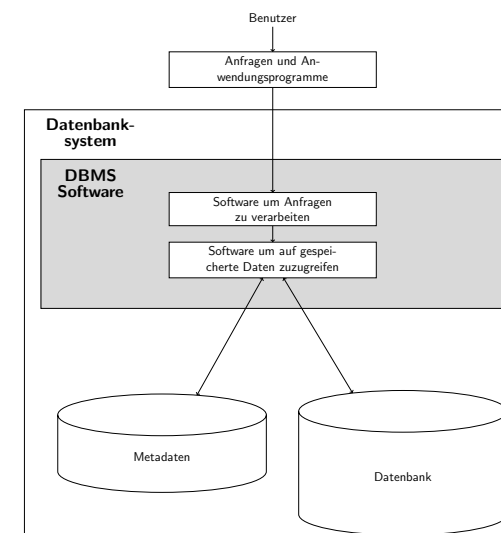 Benutzer
Anfragen und An-
wendungsprogramme
Datenbank-
system
DBMS
Software
Software um Anfragen
zu verarbeiten
Software um auf gespei-
cherte Daten zuzugreifen
Metadaten
Datenbank